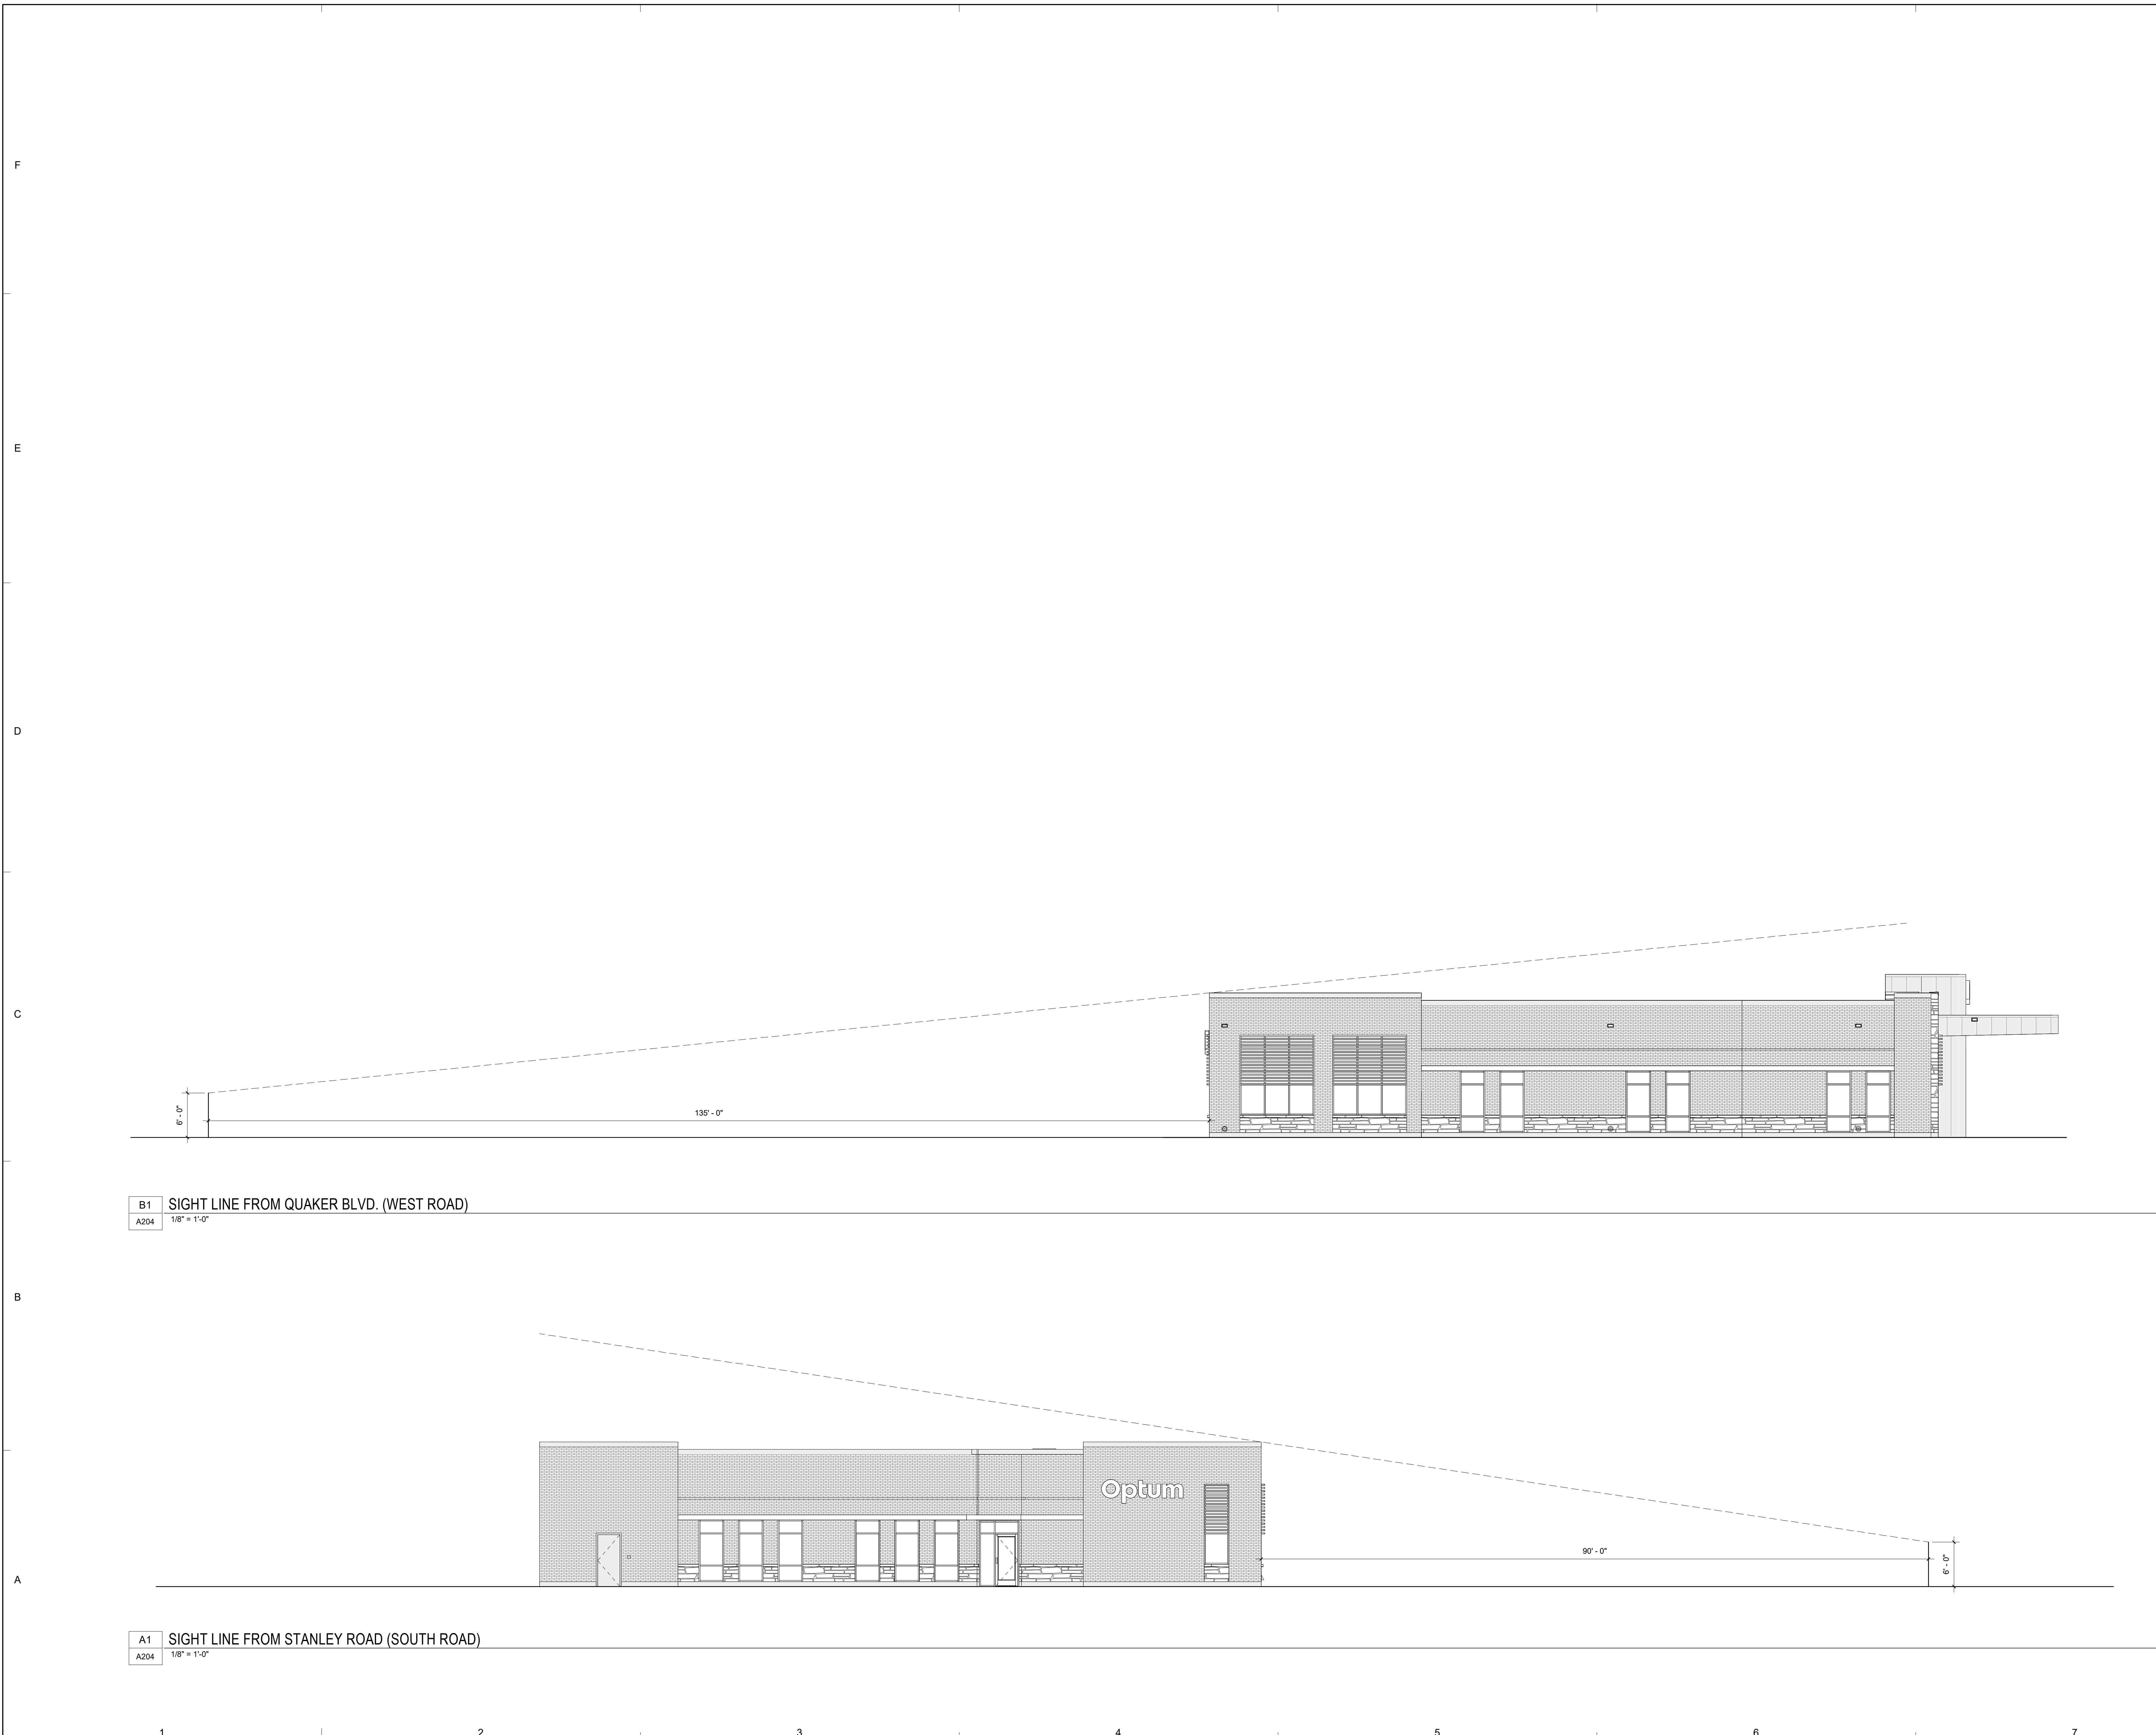 F
E
D
C
6' - 0"
135' - 0"
B1
SIGHT LINE FROM QUAKER BLVD. (WEST ROAD)
A204
1/8" = 1'-0"
B
Optum
90' - 0"
6' - 0"
A
A1
SIGHT LINE FROM STANLEY ROAD (SOUTH ROAD)
A204
1/8" = 1'-0"
1 2 3 4 5 6 7